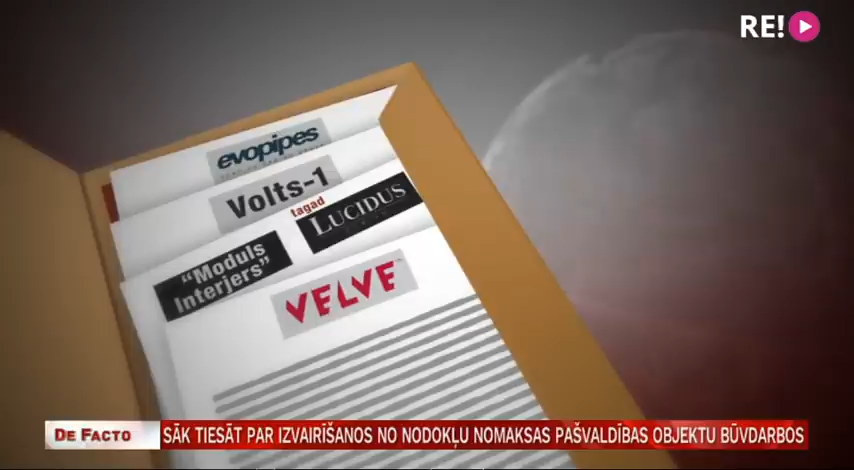 RE!
evopipes
Volts-1
tagad
LUCIDUS
"Moduls
Interjers"
VELVE
DE FACTO
SĀK TIESĀT PAR IZVAIRĪŠANOS NO NODOKĻU NOMAKSAS PAŠVALDĪBAS OBJEKTU BŪVDARBOS